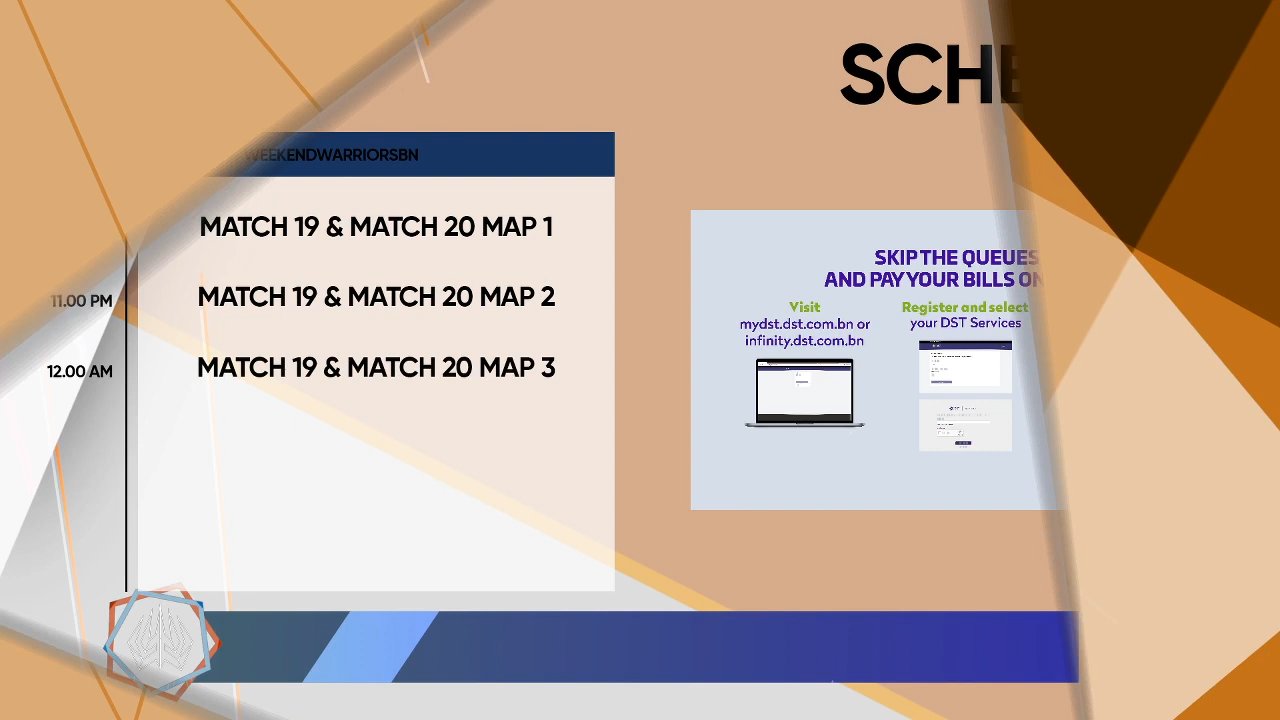 SCHE
WEEKENDWARRIORSBN
MATCH 19 & MATCH 20 MAP 1
11.00 PM
MATCH 19 & MATCH 20 MAP 2
12.00 AM
MATCH 19 & MATCH 20 MAP 3
SKIP THE QUEUES
AND PAY YOUR BILLS ON
Visit
mydst.dst.com.bn or
infinity.dst.com.bn
Register and select
your DST Services